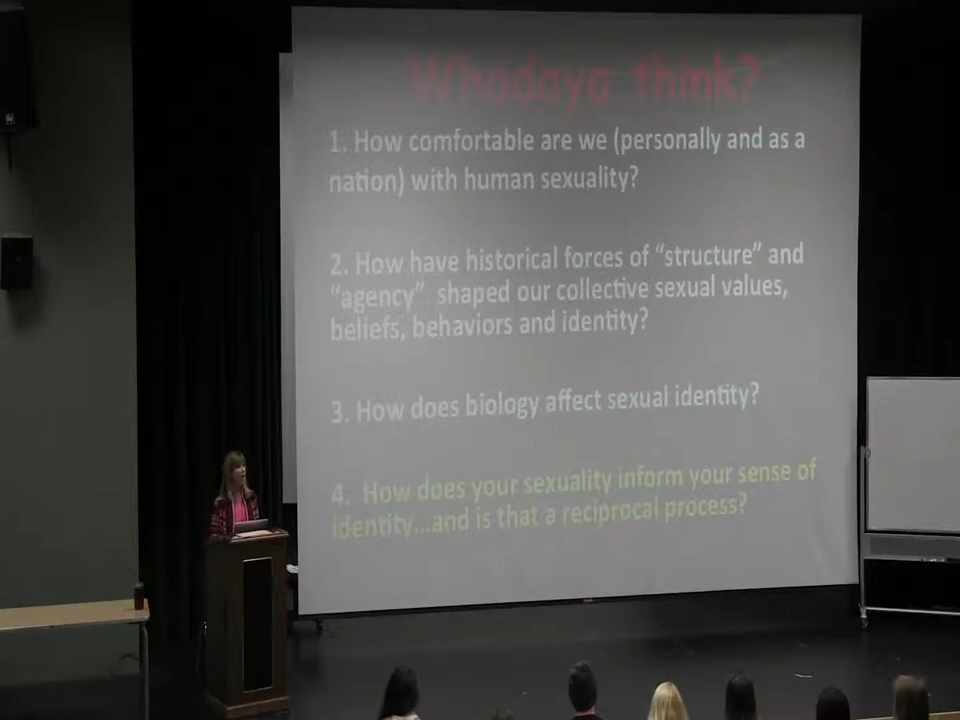 Whadaya think?
1. How comfortable are we (personally and as a
nation) with human sexuality?
2. How have historical forces of “structure” and
“agency” shaped our collective sexual values,
beliefs, behaviors and identity?
3. How does biology affect sexual identity?
4. How does your sexuality inform your sense of
identity...and is that a reciprocal process?